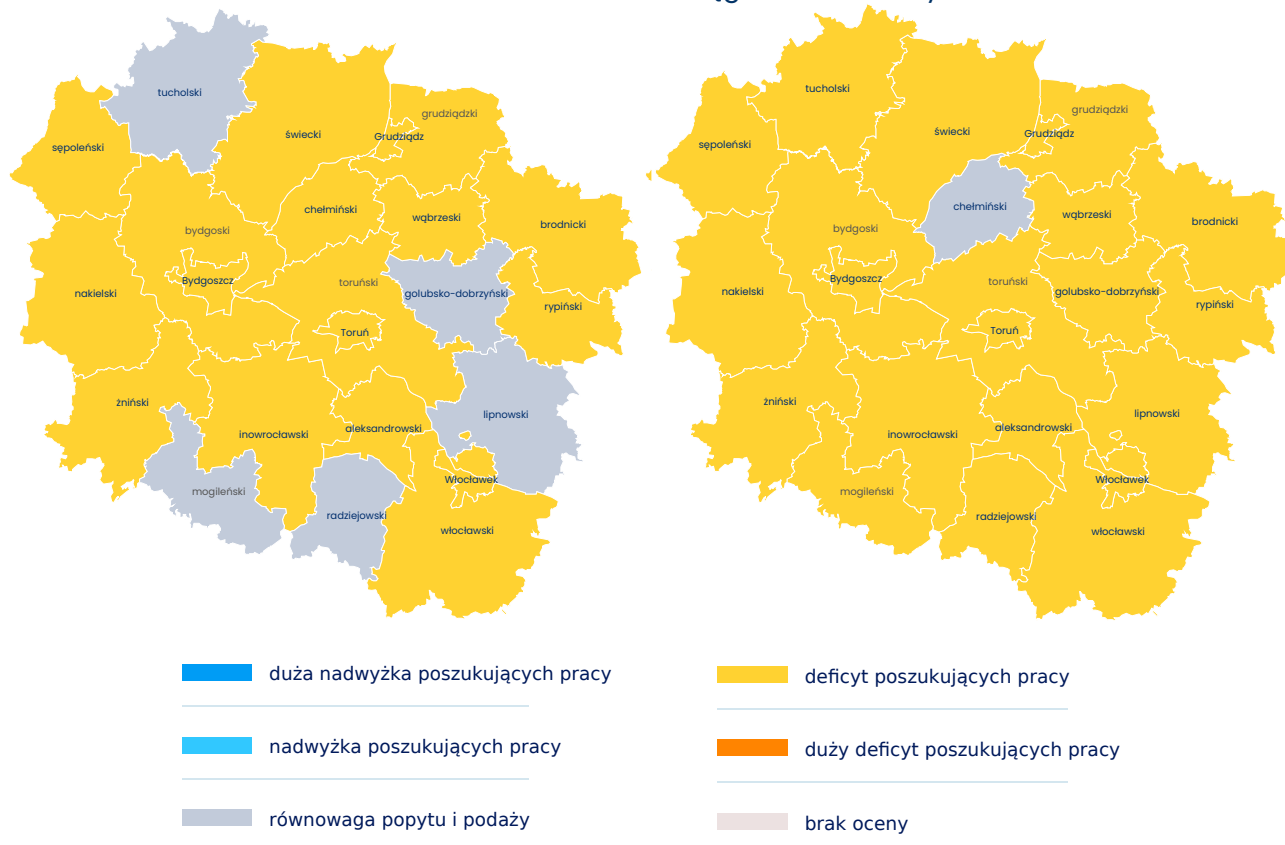 tucholski
grudziądzki
świecki
Grudziądz
sępoleński
chełmiński
wąbrzeski
brodnicki
bydgoski
Bydgoszcz
toruński
golubsko-dobrzyński
nakielski
rypiński
Toruń
żniński
lipnowski
inowrocławski
aleksandrowski
Włocławek
mogileński
radziejowski
włocławski
tucholski
grudziądzki
świecki
Grudziądz
sępoleński
chełmiński
wąbrzeski
brodnicki
bydgoski
Bydgoszcz
toruński
golubsko-dobrzyński
nakielski
rypiński
Toruń
żniński
lipnowski
inowrocławski
aleksandrowski
Włocławek
mogileński
radziejowski
włocławski
duża nadwyżka poszukujących pracy
nadwyżka poszukujących pracy
równowaga popytu i podaży
deficyt poszukujących pracy
duży deficyt poszukujących pracy
brak oceny